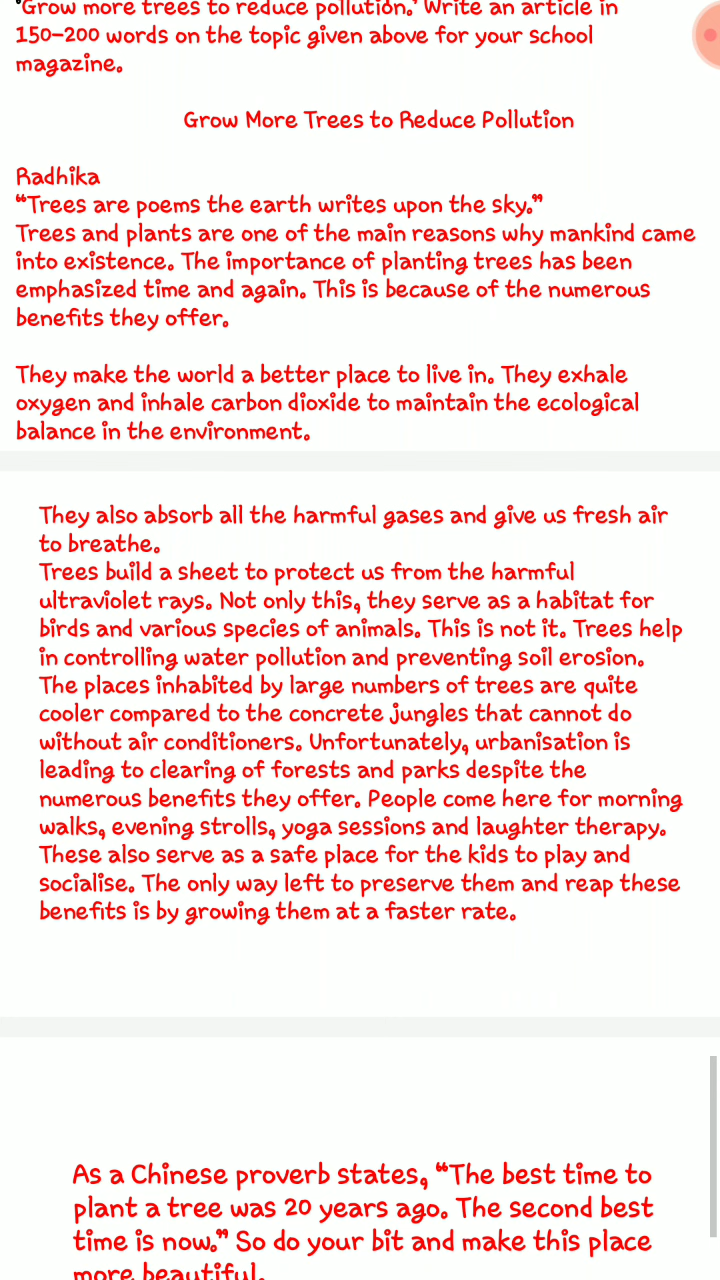 'Grow more trees to reduce pollution.' Write an article in
150–200 words on the topic given above for your school
magazine.
Grow More Trees to Reduce Pollution
Radhika
“Trees are poems the earth writes upon the sky.”
Trees and plants are one of the main reasons why mankind came
into existence. The importance of planting trees has been
emphasized time and again. This is because of the numerous
benefits they offer.
They make the world a better place to live in. They exhale
oxygen and inhale carbon dioxide to maintain the ecological
balance in the environment.
They also absorb all the harmful gases and give us fresh air
to breathe.
Trees build a sheet to protect us from the harmful
ultraviolet rays. Not only this, they serve as a habitat for
birds and various species of animals. This is not it. Trees help
in controlling water pollution and preventing soil erosion.
The places inhabited by large numbers of trees are quite
cooler compared to the concrete jungles that cannot do
without air conditioners. Unfortunately, urbanisation is
leading to clearing of forests and parks despite the
numerous benefits they offer. People come here for morning
walks, evening strolls, yoga sessions and laughter therapy.
These also serve as a safe place for the kids to play and
socialise. The only way left to preserve them and reap these
benefits is by growing them at a faster rate.
As a Chinese proverb states, “The best time to
plant a tree was 20 years ago. The second best
time is now.” So do your bit and make this place
more beautiful.